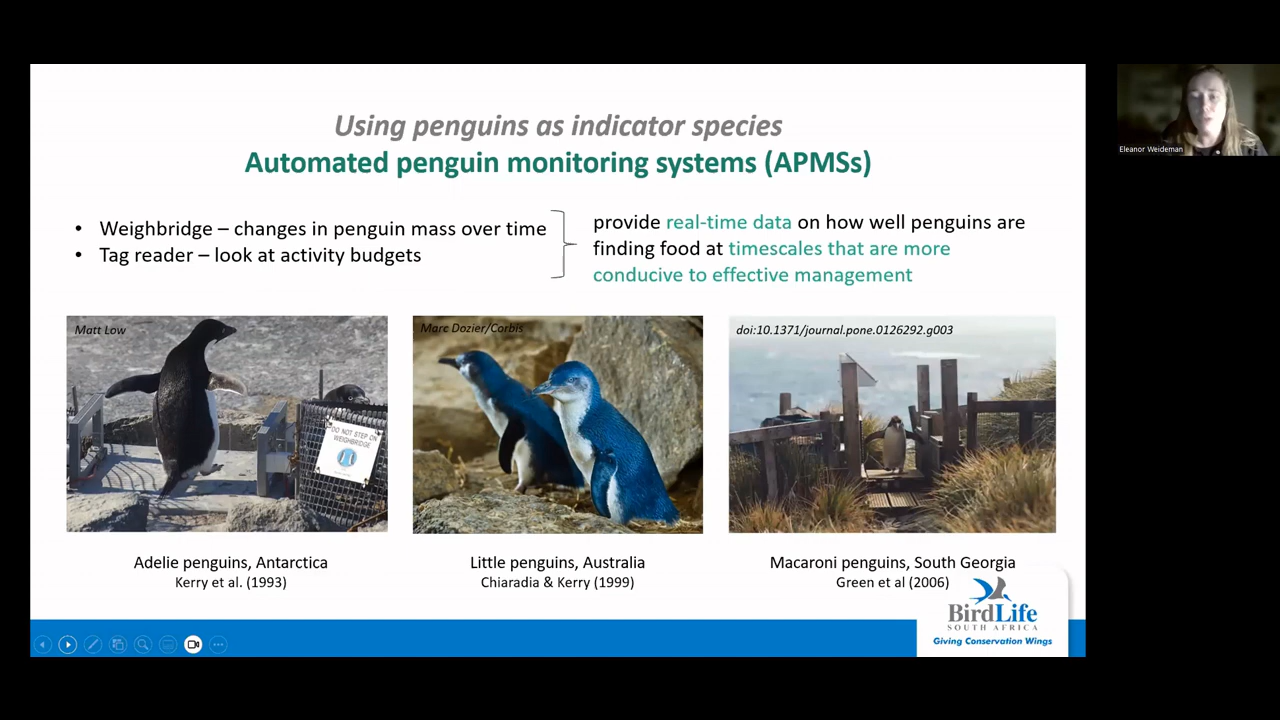 Using penguins as indicator species
Automated penguin monitoring systems (APMSs)
• Weighbridge – changes in penguin mass over time
• Tag reader – look at activity budgets
provide real-time data on how well penguins are
finding food at timescales that are more
conducive to effective management
Matt Low
Marc Dozier/Corbis
doi:10.1371/journal.pone.0126292.g003
DO NOT STEP ON
WEIGHBRIDGE
Adelie penguins, Antarctica
Kerry et al. (1993)
Little penguins, Australia
Chiaradia & Kerry (1999)
Macaroni penguins, South Georgia
Green et al (2006)
BirdLife
SOUTH AFRICA
Giving Conservation Wings
Eleanor Weideman